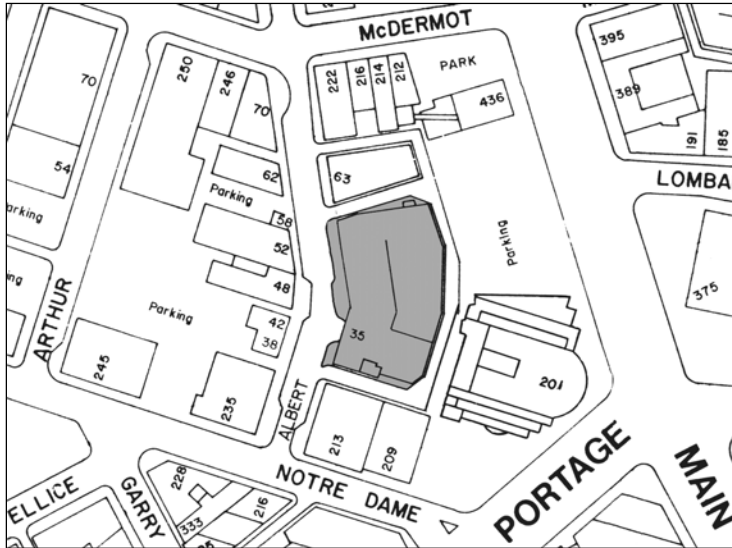 McDERMOT
395
250
246
222
216
214
212
PARK
70
70
436
389
191
185
54
62
63
LOMBA
Parking
arking
58
52
Parking
48
375
Parking
42
38
35
ARTHUR
245
235
ALBERT
201
213
209
NOTRE DAME
PORTAGE
MAIN
ELLICE
GARRY
228
333
216